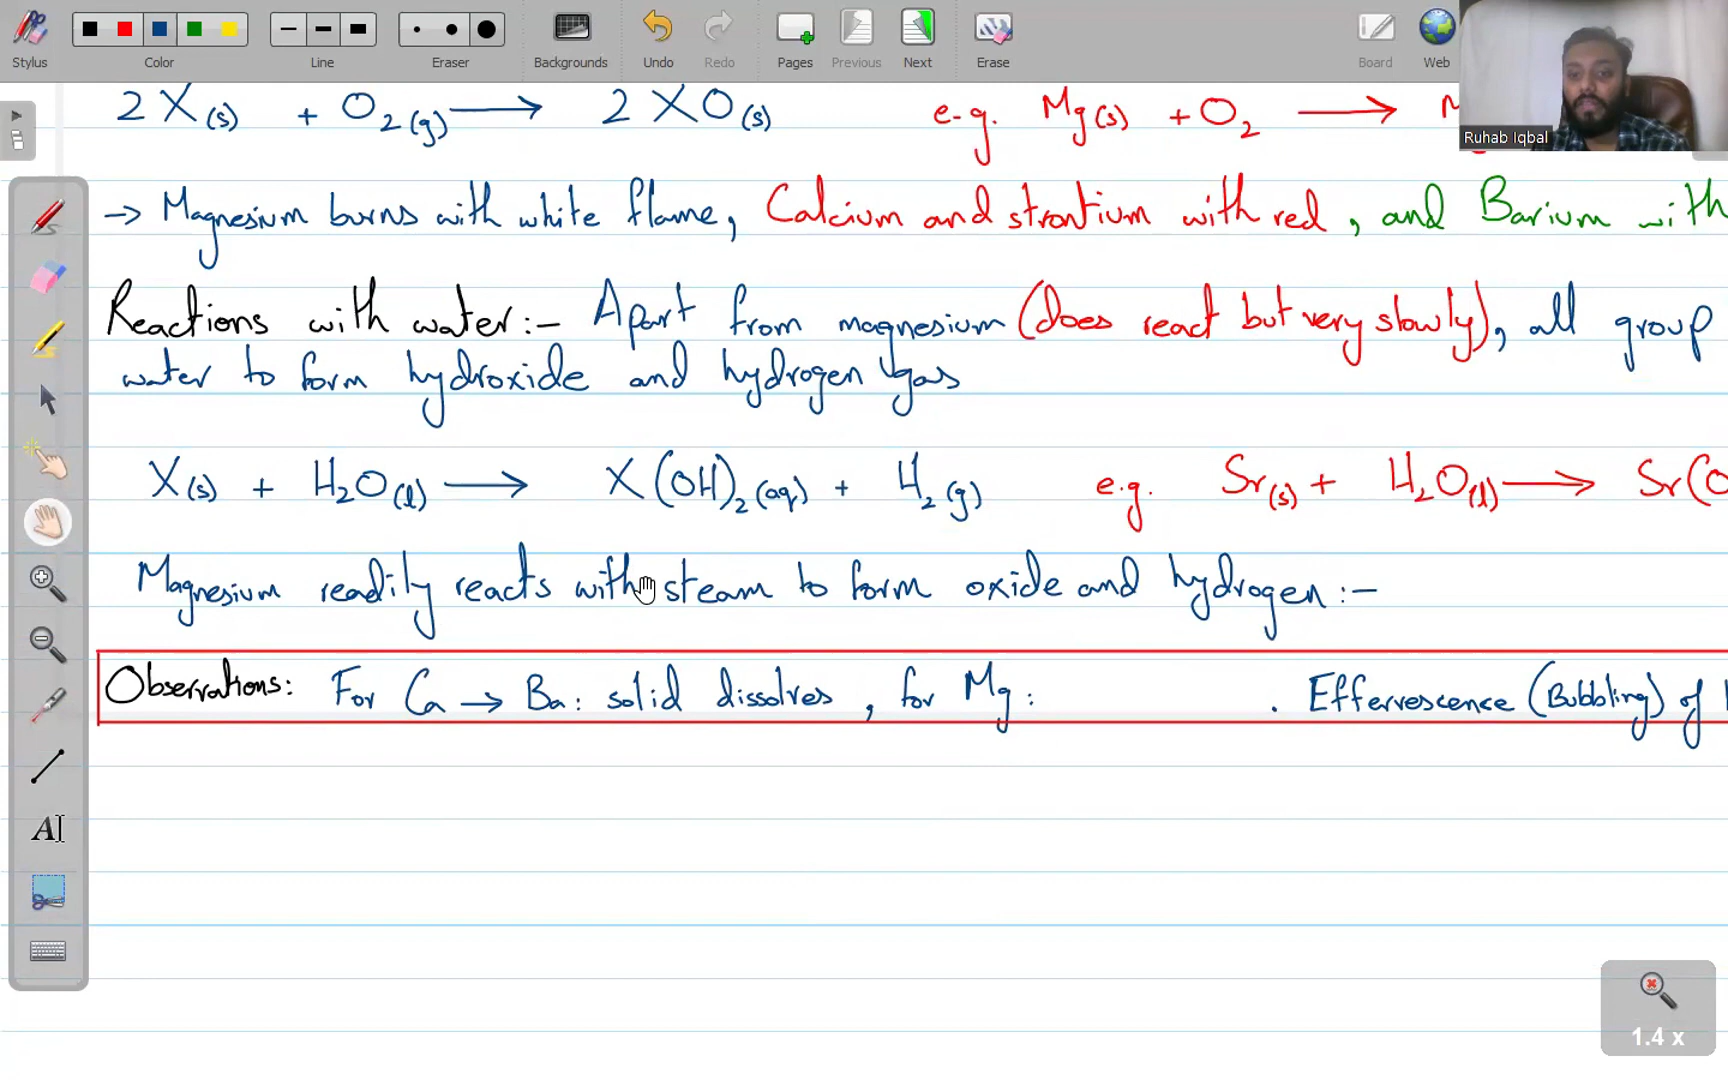 Stylus Color Line Eraser Backgrounds Undo Redo Pages Previous Next Erase Board Web
Ruhab Iqbal
2 X(s) + O2(g) → 2 XO(s) e.g. Mg(s) + O2 →
→ Magnesium burns with white flame, Calcium and strontium with red, and Barium with
Reactions with water:- Apart from magnesium (does react but very slowly), all group
water to form hydroxide and hydrogen gas
X(s) + H2O(l) → X(OH)2(aq) + H2(g) e.g. Sr(s) + H2O(l) → Sr(O
Magnesium readily reacts with steam to form oxide and hydrogen:-
Observations: For Ca → Ba: solid dissolves, for Mg: . Effervescence (Bubbling) of
1.4 x